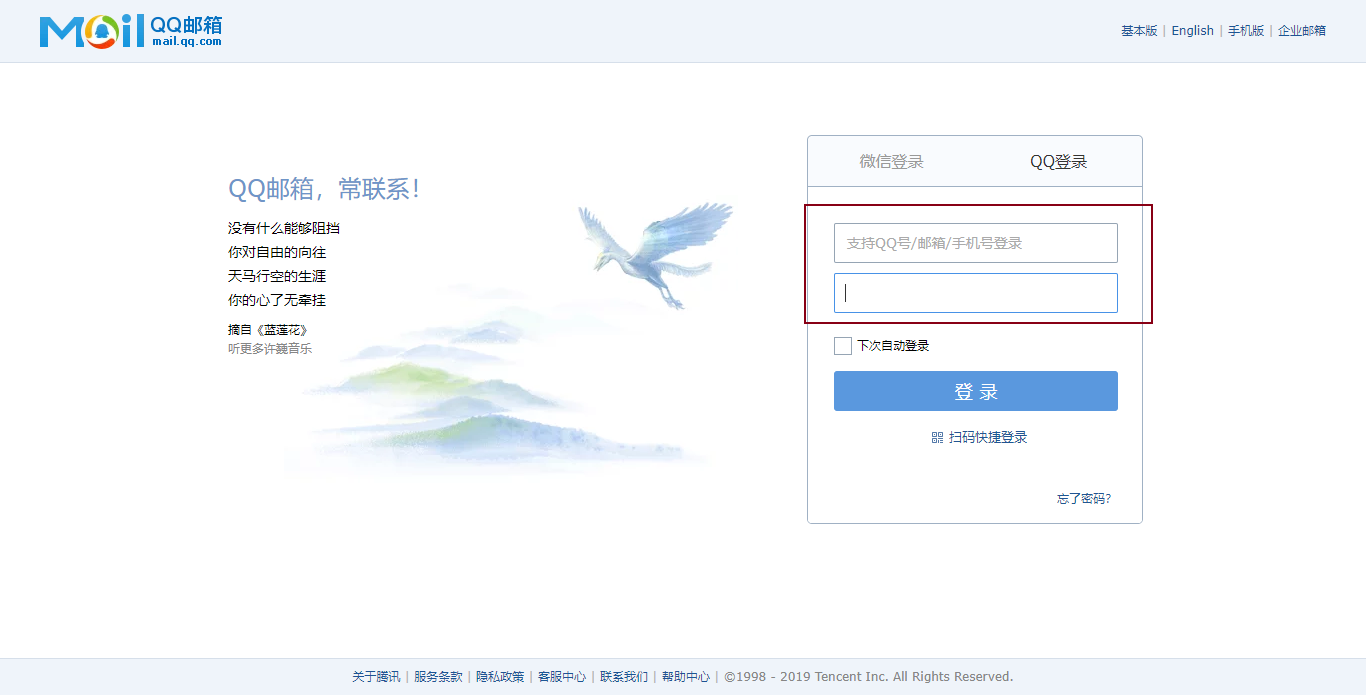 Mail QQ邮箱
mail.qq.com
基本版 | English | 手机版 | 企业邮箱
QQ邮箱，常联系！
没有什么能够阻挡
你对自由的向往
天马行空的生涯
你的心了无牵挂
摘自《蓝莲花》
听更多许巍音乐
微信登录 QQ登录
支持QQ号/邮箱/手机号登录
下次自动登录
登 录
扫码快捷登录
忘了密码？
关于腾讯 | 服务条款 | 隐私政策 | 客服中心 | 联系我们 | 帮助中心 | ©1998 - 2019 Tencent Inc. All Rights Reserved.